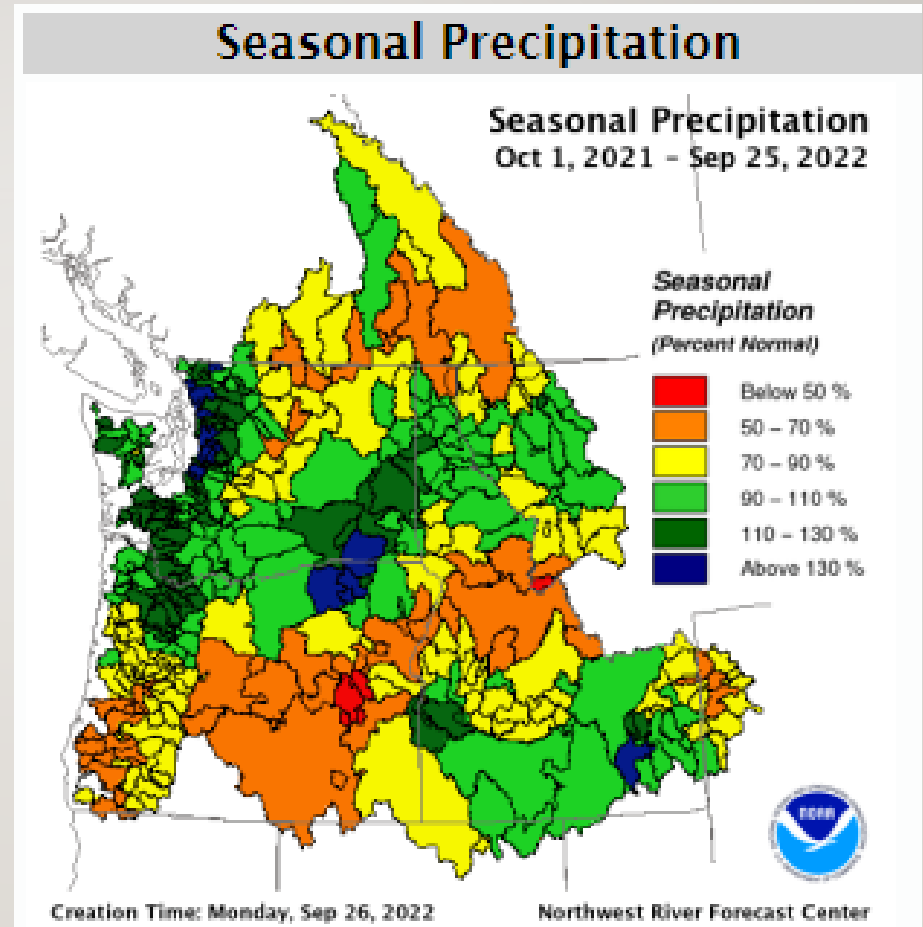 Seasonal Precipitation
Seasonal Precipitation
Oct 1, 2021 - Sep 25, 2022
Seasonal
Precipitation
(Percent Normal)
Below 50 %
50 - 70 %
70 - 90 %
90 - 110 %
110 - 130 %
Above 130 %
noaa
Creation Time: Monday, Sep 26, 2022
Northwest River Forecast Center